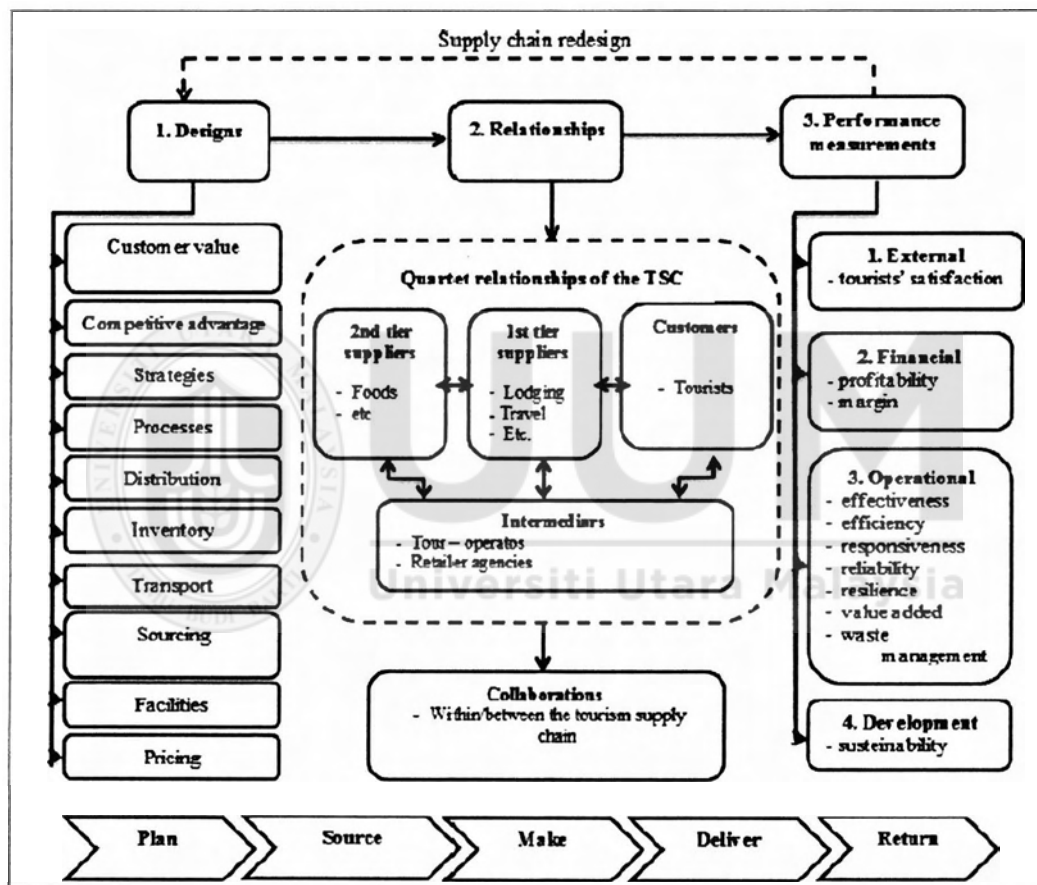 Supply chain redesign
1. Designs
2. Relationships
3. Performance
measurements
Customer value
Competitive advantage
Strategies
Processes
Distribution
Inventory
Transport
Sourcing
Facilities
Pricing
Quartet relationships of the TSC
2nd tier
suppliers
- Foods
- etc
1st tier
suppliers
- Lodging
- Travel
- Etc.
Customers
- Tourists
Intermediars
- Tour – operatos
- Retailer agencies
Collaborations
- Within/between the tourism supply
chain
1. External
- tourists' satisfaction
2. Financial
- profitability
- margin
3. Operational
- effectiveness
- efficiency
- responsiveness
- reliability
- resilience
- value added
- waste
management
4. Development
- sustainability
Plan
Source
Make
Deliver
Return
UUM
Universiti Utara Malaysia
UNIVERSITI UTARA MALAYSIA